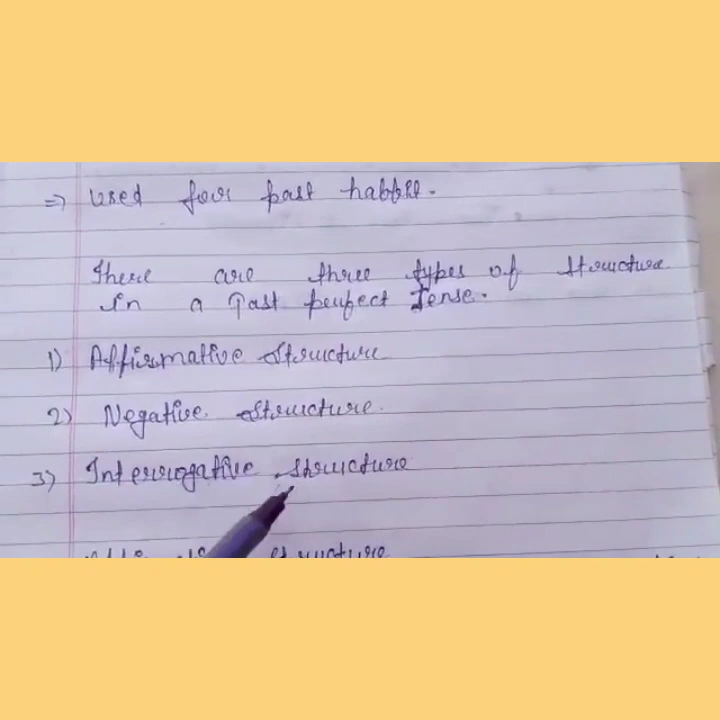 ⇒ Used for past habbit.
There are three types of structure
in a Past perfect Tense.
1) Affirmative Structure
2) Negative Structure.
3) Interrogative Structure
structure